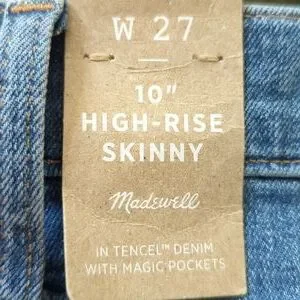 W 27
10"
HIGH-RISE
SKINNY
Madewell
IN TENCEL™ DENIM
WITH MAGIC POCKETS